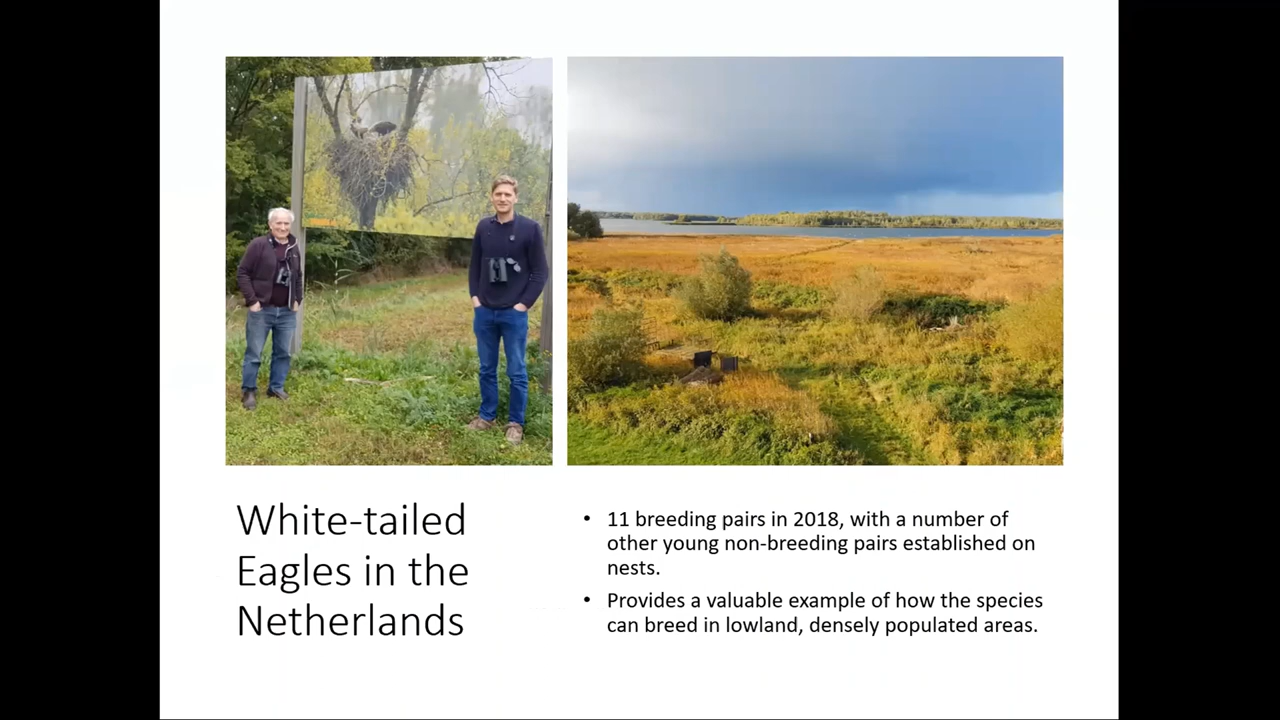 White-tailed
Eagles in the
Netherlands
• 11 breeding pairs in 2018, with a number of
other young non-breeding pairs established on
nests.
• Provides a valuable example of how the species
can breed in lowland, densely populated areas.